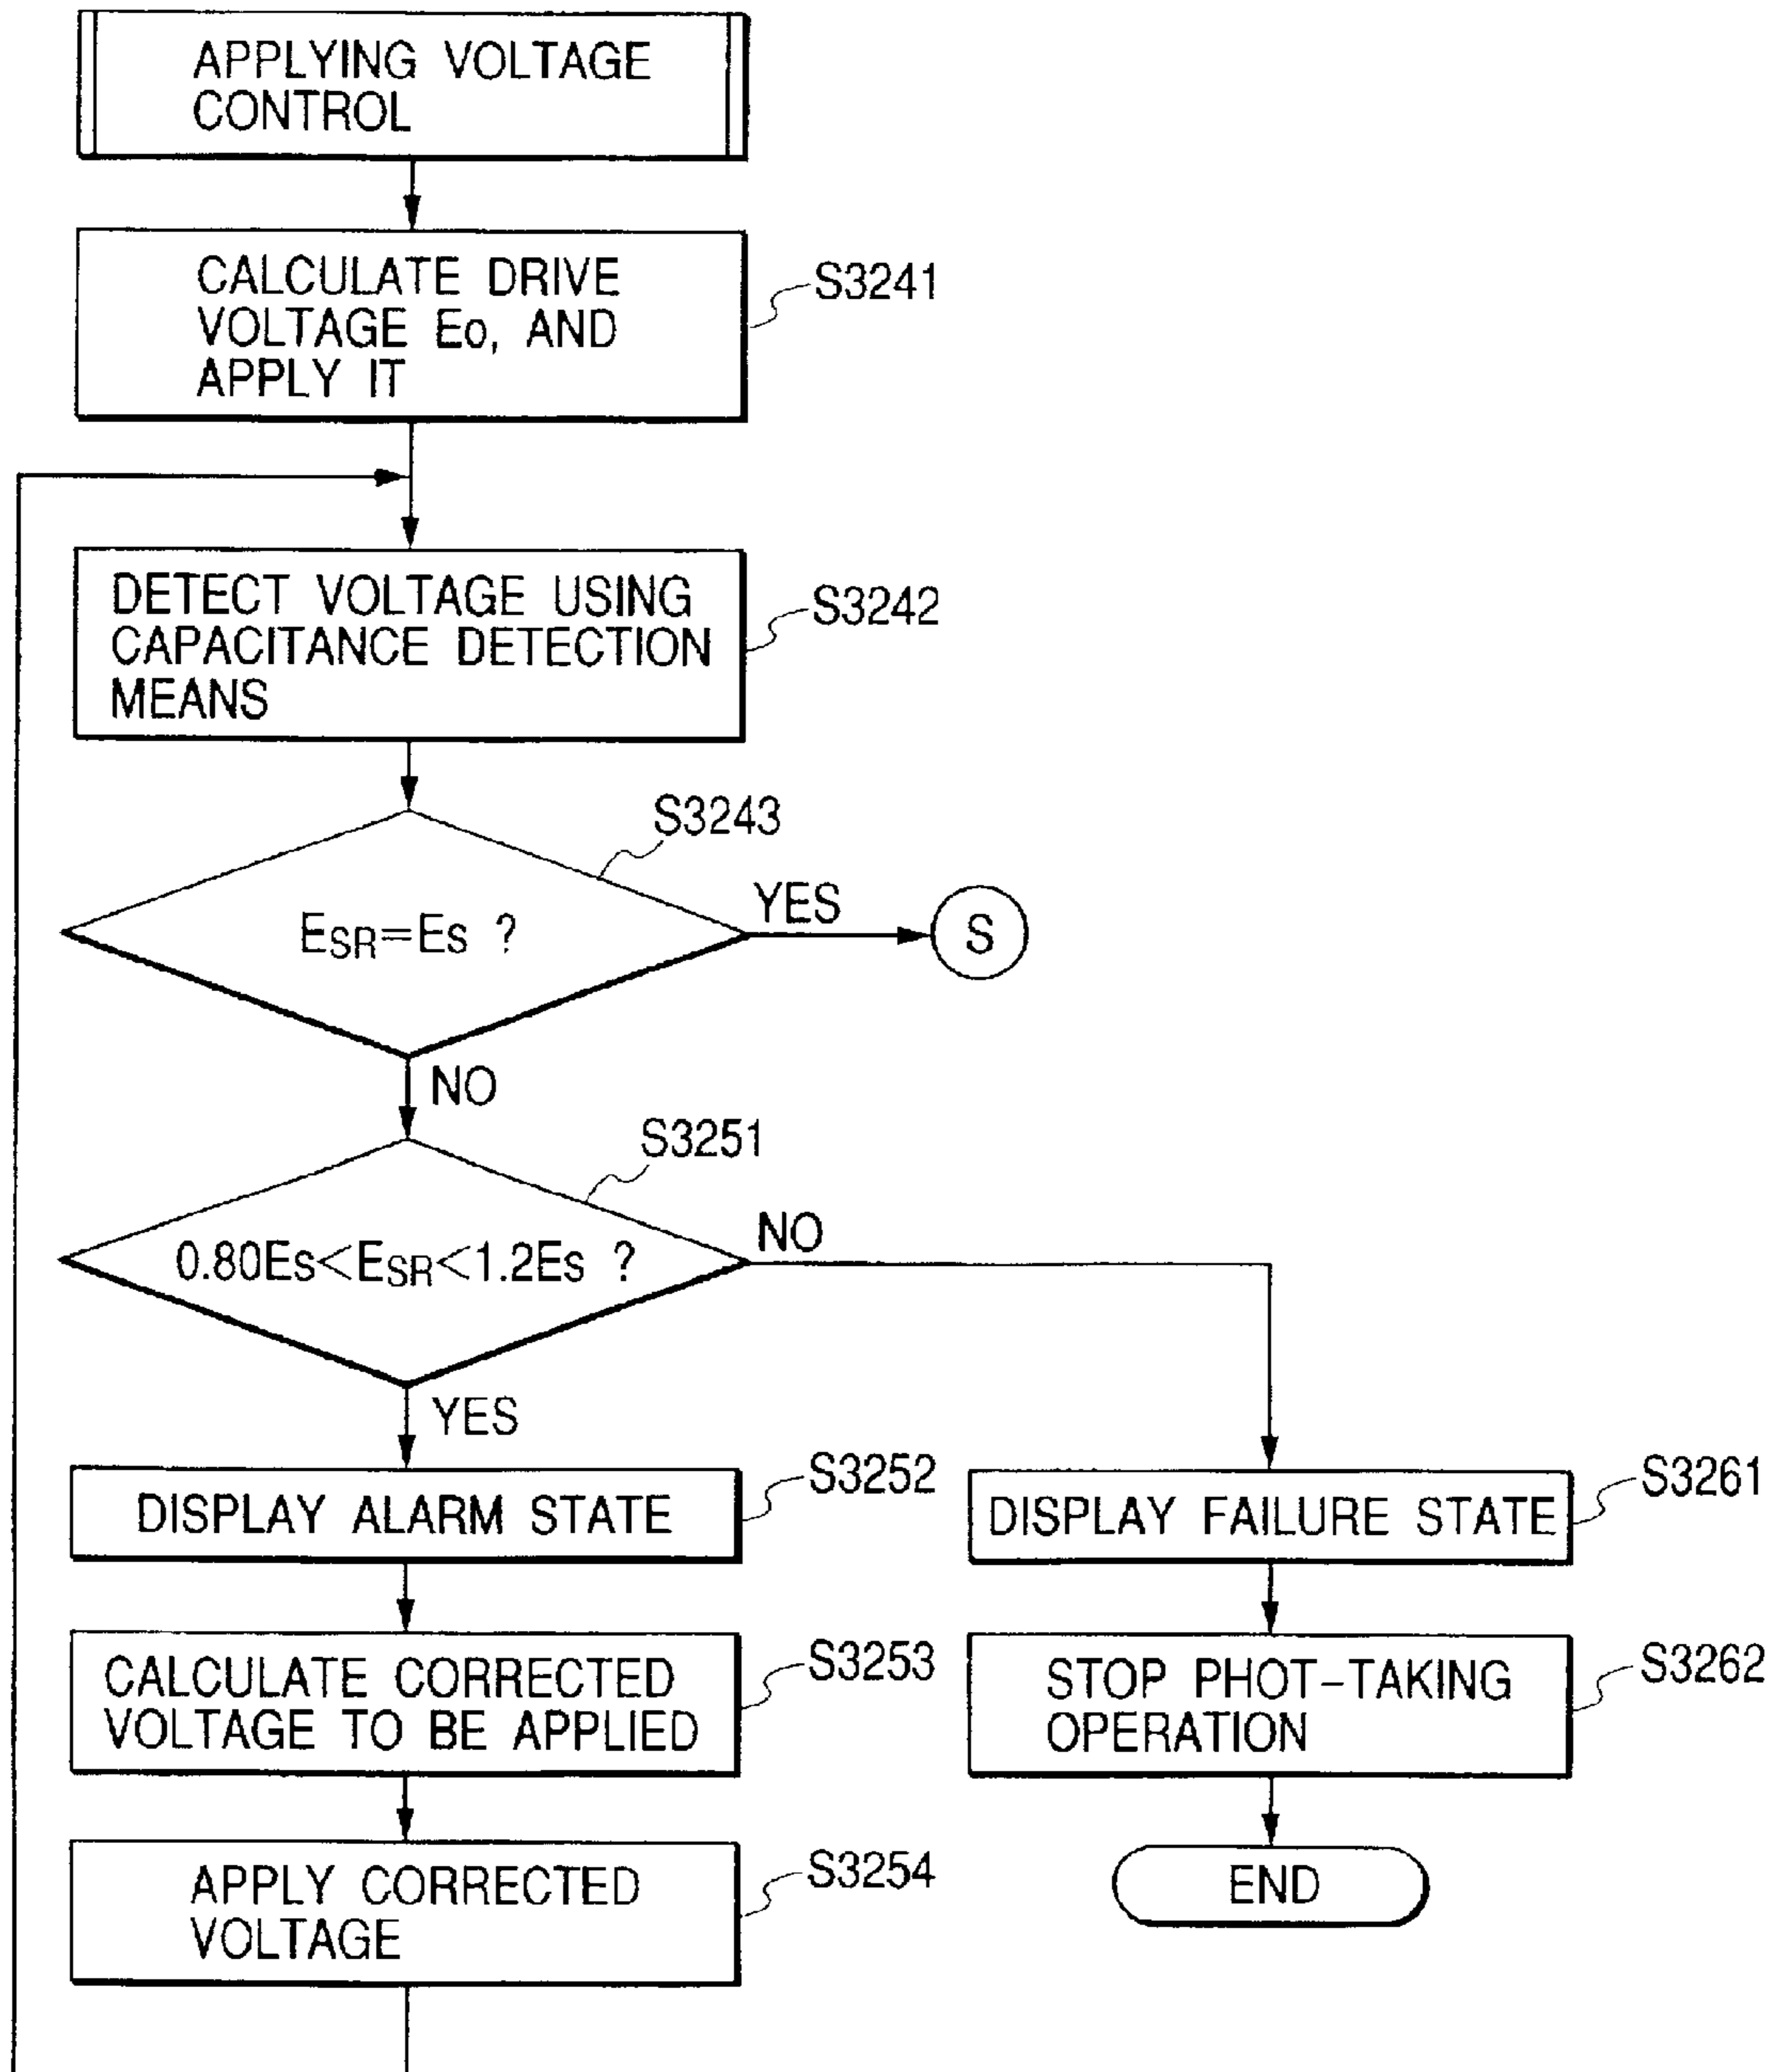 APPLYING VOLTAGE
CONTROL
CALCULATE DRIVE
VOLTAGE Eo, AND
APPLY IT
S3241
DETECT VOLTAGE USING
CAPACITANCE DETECTION
MEANS
S3242
S3243
ESR=Es ?
YES
S
NO
S3251
0.80Es<ESR<1.2Es ?
NO
YES
DISPLAY ALARM STATE
S3252
DISPLAY FAILURE STATE
S3261
CALCULATE CORRECTED
VOLTAGE TO BE APPLIED
S3253
STOP PHOT-TAKING
OPERATION
S3262
APPLY CORRECTED
VOLTAGE
S3254
END